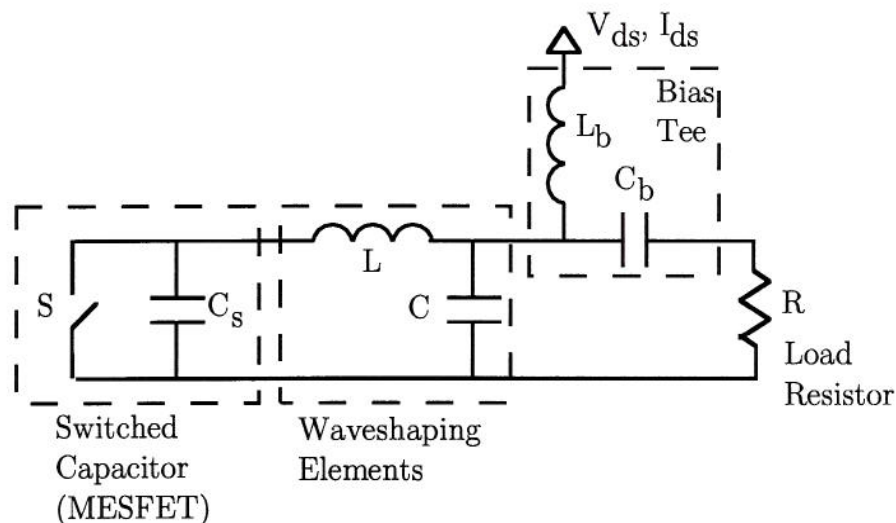 V_ds, I_ds
Bias
Tee
L_b
C_b
S
C_s
L
C
R
Load
Resistor
Switched
Capacitor
(MESFET)
Waveshaping
Elements